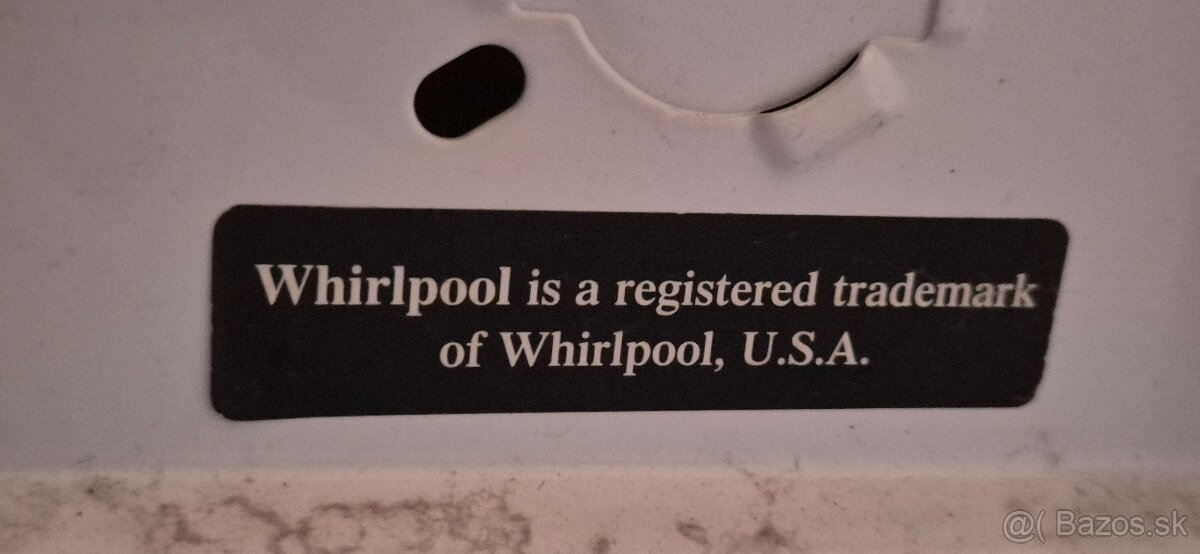 Whirlpool is a registered trademark
of Whirlpool, U.S.A.
@( Bazos.sk